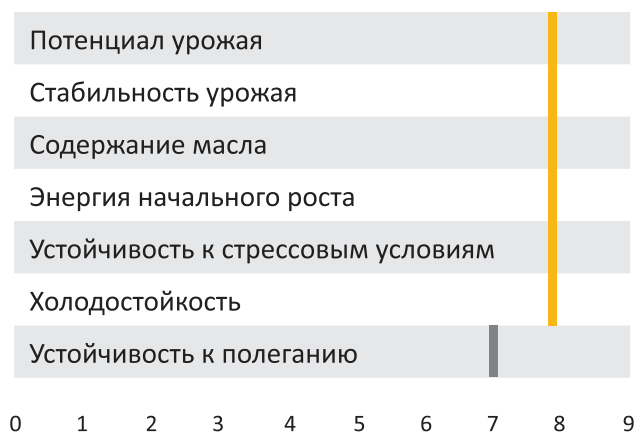 Потенциал урожая
Стабильность урожая
Содержание масла
Энергия начального роста
Устойчивость к стрессовым условиям
Холодостойкость
Устойчивость к полеганию
0 1 2 3 4 5 6 7 8 9